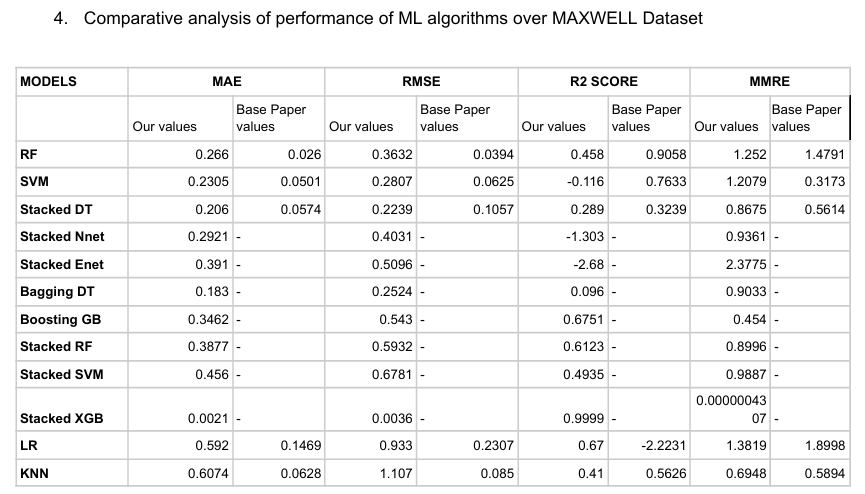 4. Comparative analysis of performance of ML algorithms over MAXWELL Dataset
MODELS MAE RMSE R2 SCORE MMRE
Our values Base Paper values Our values Base Paper values Our values Base Paper values Our values Base Paper values
RF 0.266 0.026 0.3632 0.0394 0.458 0.9058 1.252 1.4791
SVM 0.2305 0.0501 0.2807 0.0625 -0.116 0.7633 1.2079 0.3173
Stacked DT 0.206 0.0574 0.2239 0.1057 0.289 0.3239 0.8675 0.5614
Stacked Nnet 0.2921 - 0.4031 - -1.303 - 0.9361 -
Stacked Enet 0.391 - 0.5096 - -2.68 - 2.3775 -
Bagging DT 0.183 - 0.2524 - 0.096 - 0.9033 -
Boosting GB 0.3462 - 0.543 - 0.6751 - 0.454 -
Stacked RF 0.3877 - 0.5932 - 0.6123 - 0.8996 -
Stacked SVM 0.456 - 0.6781 - 0.4935 - 0.9887 -
Stacked XGB 0.0021 - 0.0036 - 0.9999 - 0.0000004307 -
LR 0.592 0.1469 0.933 0.2307 0.67 -2.2231 1.3819 1.8998
KNN 0.6074 0.0628 1.107 0.085 0.41 0.5626 0.6948 0.5894